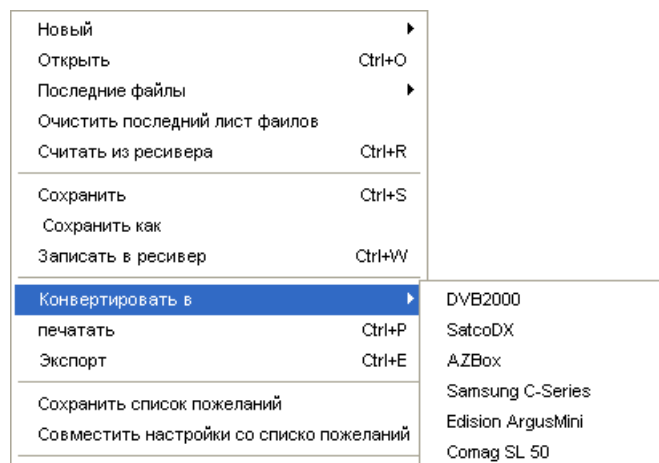 Новый
Открыть Ctrl+O
Последние файлы
Очистить последний лист фаилов
Считать из ресивера Ctrl+R
Сохранить Ctrl+S
Сохранить как
Записать в ресивер Ctrl+W
Конвертировать в DVB2000
печатать Ctrl+P SatcoDX
Экспорт Ctrl+E AZBox
Samsung C-Series
Сохранить список пожеланий Edision ArgusMini
Совместить настройки со списко пожеланий Comag SL 50